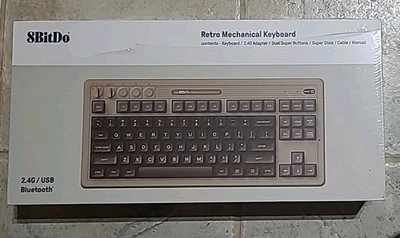 8BitDo
Retro Mechanical Keyboard
contents - Keyboard / 2.4G Adapter / Dual Super Buttons / Super Stick / Cable / Manual
2.4G / USB
Bluetooth